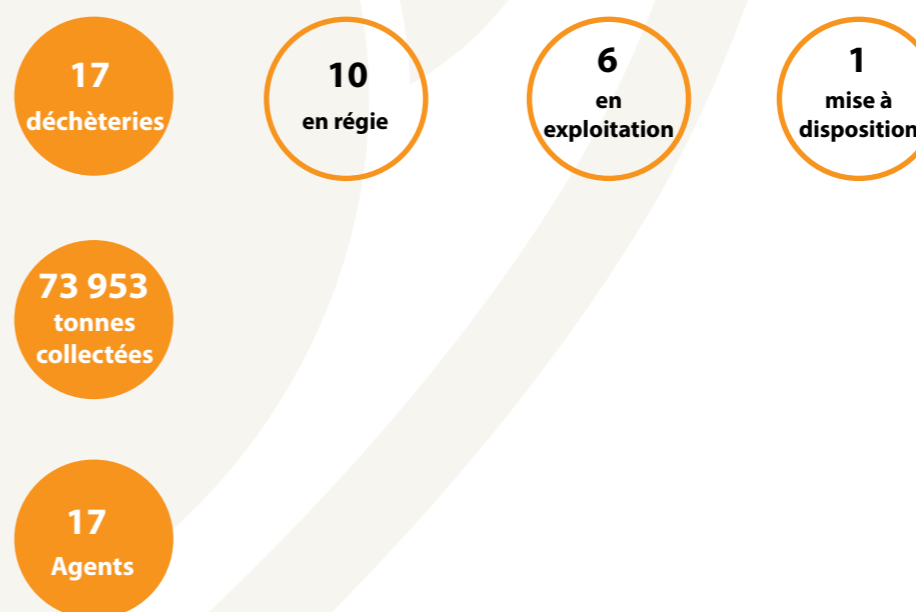 17
déchèteries
10
en régie
6
en
exploitation
1
mise à
disposition
73 953
tonnes
collectées
17
Agents